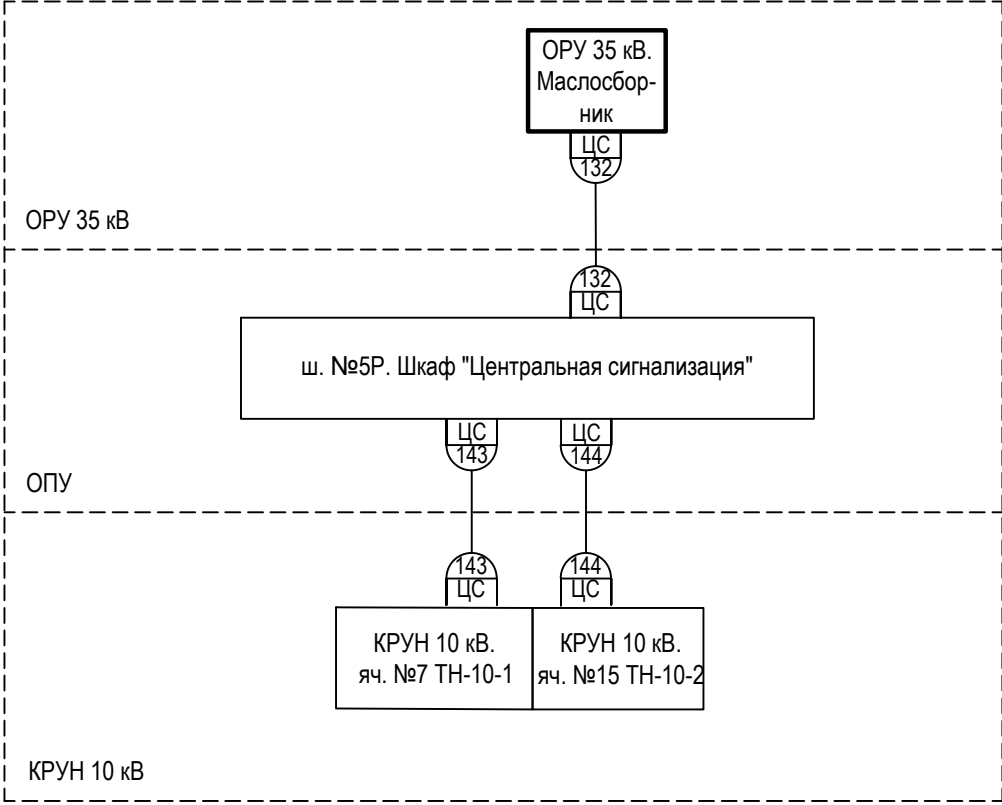 ОРУ 35 кВ.
Маслосбор-
ник
ЦС
132
ОРУ 35 кВ
132
ЦС
ш. №5Р. Шкаф "Центральная сигнализация"
ЦС
143
ЦС
144
ОПУ
143
ЦС
144
ЦС
КРУН 10 кВ.
яч. №7 ТН-10-1
КРУН 10 кВ.
яч. №15 ТН-10-2
КРУН 10 кВ